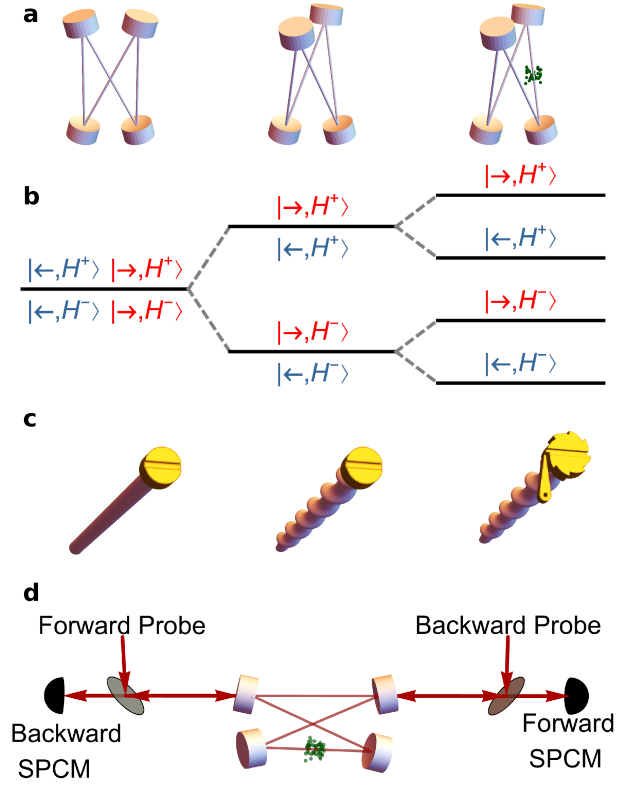 a
b
|→,H⁺⟩
|→,H⁺⟩
|←,H⁺⟩
|←,H⁺⟩
|←,H⁺⟩ |→,H⁺⟩
|←,H⁻⟩ |→,H⁻⟩
|→,H⁻⟩
|→,H⁻⟩
|←,H⁻⟩
|←,H⁻⟩
c
d
Forward Probe
Backward Probe
Backward
SPCM
Forward
SPCM